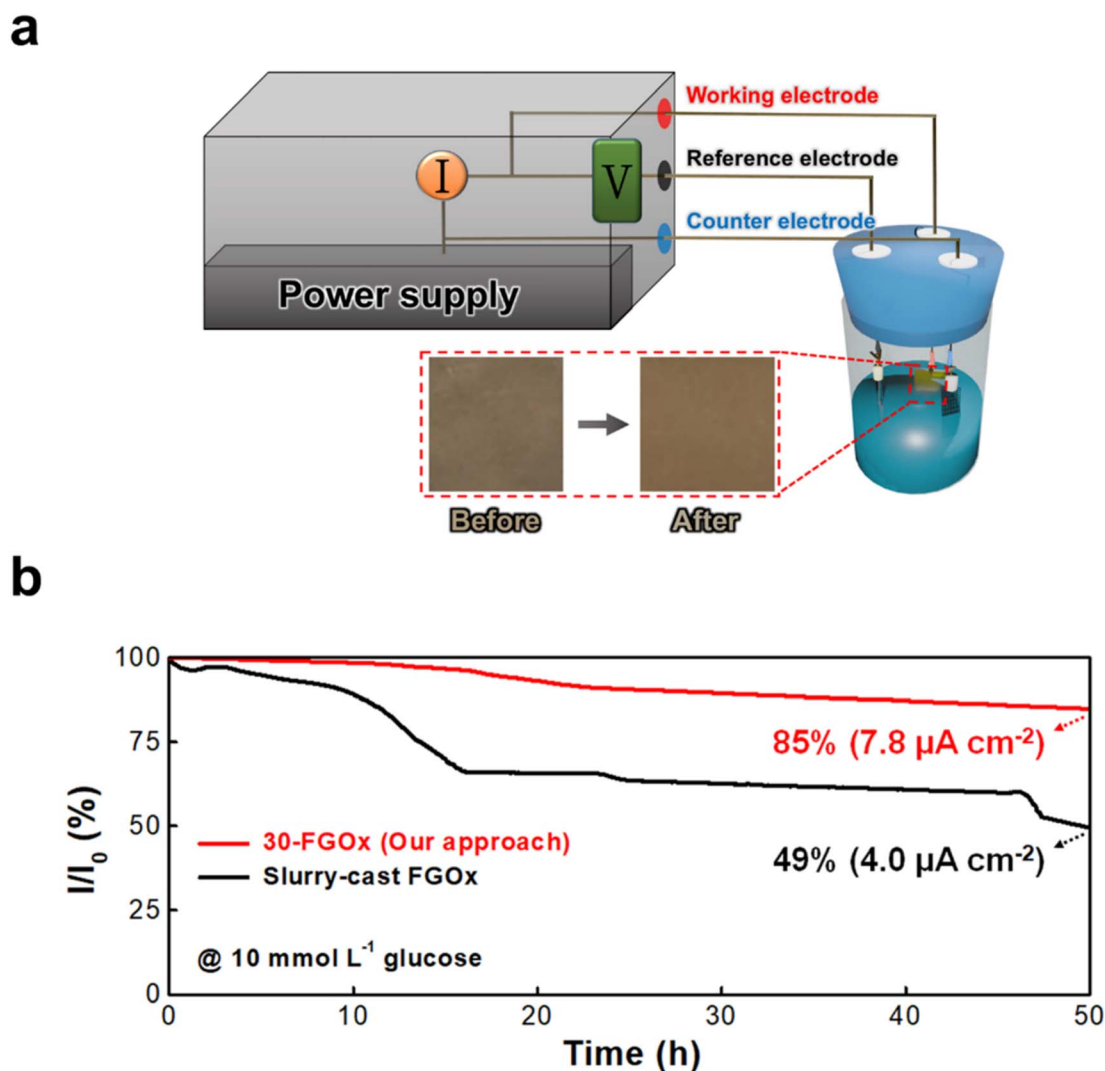 a
Working electrode
I
V
Reference electrode
Counter electrode
Power supply
Before
After
b
100
75
50
25
0
I/I₀ (%)
85% (7.8 µA cm⁻²)
30-FGOx (Our approach)
Slurry-cast FGOx
49% (4.0 µA cm⁻²)
@ 10 mmol L⁻¹ glucose
0
10
20
30
40
50
Time (h)